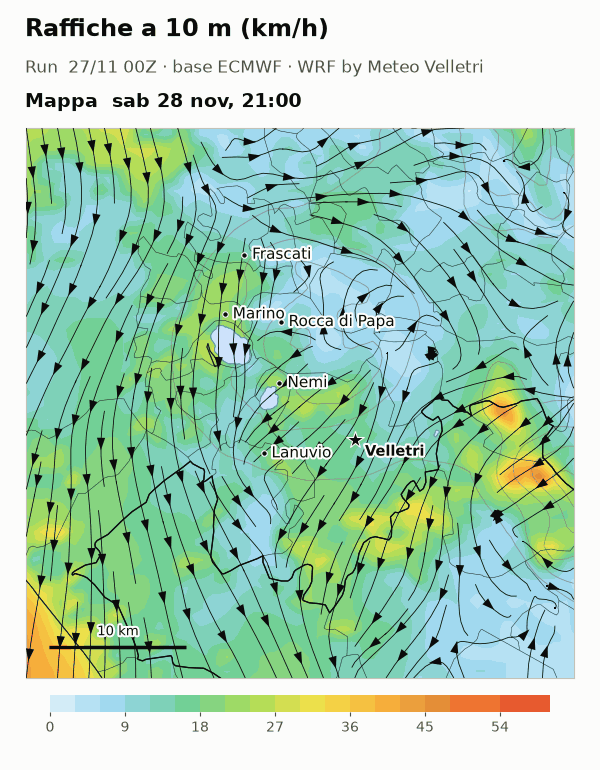 Raffiche a 10 m (km/h)
Run  27/11 00Z · base ECMWF · WRF by Meteo Velletri
Mappa  sab 28 nov, 21:00
Frascati
Marino
Rocca di Papa
Nemi
Velletri
Lanuvio
10 km
0 9 18 27 36 45 54